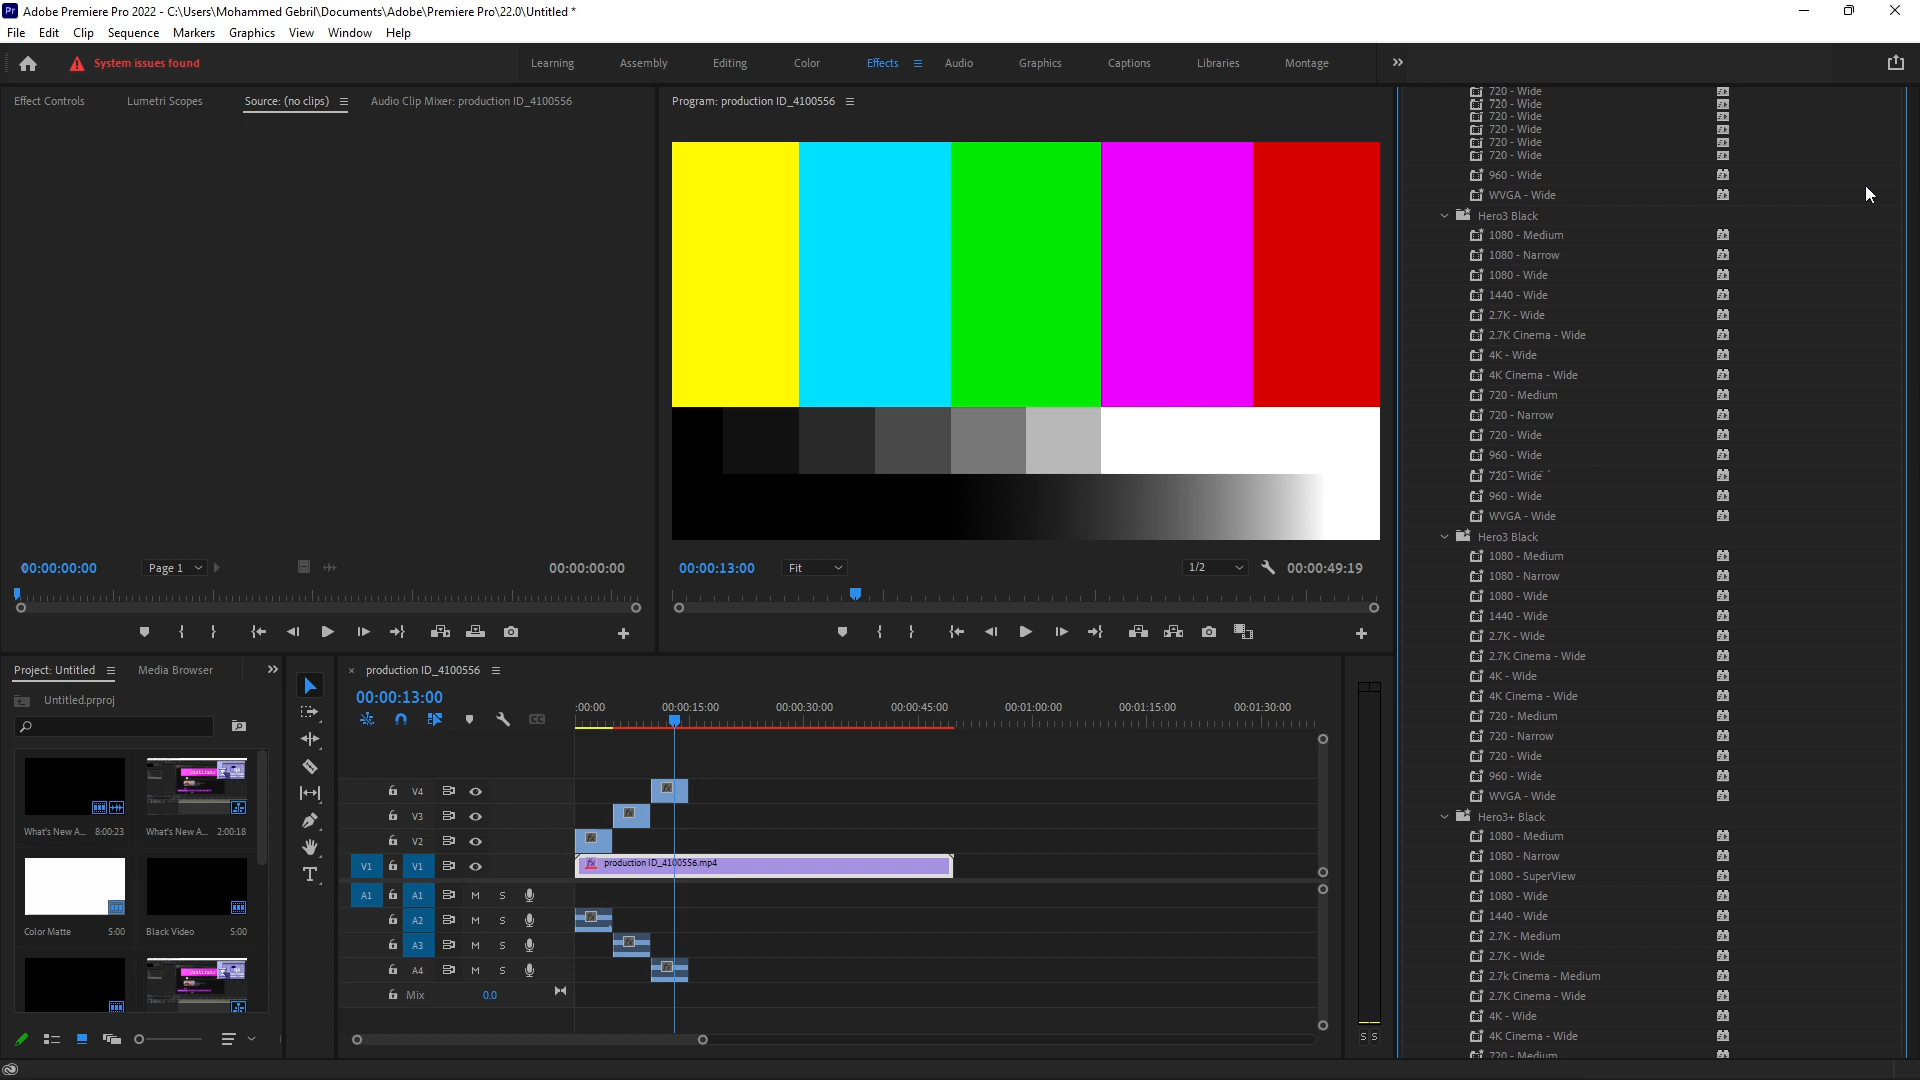 Pr Adobe Premiere Pro 2022 - C:\Users\Mohammed Gebril\Documents\Adobe\Premiere Pro\22.0\Untitled *
File Edit Clip Sequence Markers Graphics View Window Help
System issues found
Learning Assembly Editing Color Effects Audio Graphics Captions Libraries Montage
Effect Controls Lumetri Scopes Source: (no clips) Audio Clip Mixer: production ID_4100556
Program: production ID_4100556
00:00:00:00 Page 1 00:00:00:00
00:00:13:00 Fit 1/2 00:00:49:19
Project: Untitled Media Browser
Untitled.prproj
What's New A... 8:00:23 What's New A... 2:00:18
Color Matte 5:00 Black Video 5:00
production ID_4100556
00:00:13:00
:00:00 00:00:15:00 00:00:30:00 00:00:45:00 00:01:00:00 00:01:15:00 00:01:30:00
V4 fx
V3 fx
V2 fx
V1 V1 fx production ID_4100556.mp4
A1 A1 M S
A2 M S fx
A3 M S fx
A4 M S fx
Mix 0.0
S S
720 - Wide
720 - Wide
720 - Wide
720 - Wide
720 - Wide
720 - Wide
960 - Wide
WVGA - Wide
Hero3 Black
1080 - Medium
1080 - Narrow
1080 - Wide
1440 - Wide
2.7K - Wide
2.7K Cinema - Wide
4K - Wide
4K Cinema - Wide
720 - Medium
720 - Narrow
720 - Wide
960 - Wide
720 - Wide
960 - Wide
WVGA - Wide
Hero3 Black
1080 - Medium
1080 - Narrow
1080 - Wide
1440 - Wide
2.7K - Wide
2.7K Cinema - Wide
4K - Wide
4K Cinema - Wide
720 - Medium
720 - Narrow
720 - Wide
960 - Wide
WVGA - Wide
Hero3+ Black
1080 - Medium
1080 - Narrow
1080 - SuperView
1080 - Wide
1440 - Wide
2.7K - Medium
2.7K - Wide
2.7k Cinema - Medium
2.7K Cinema - Wide
4K - Wide
4K Cinema - Wide
720 - Medium